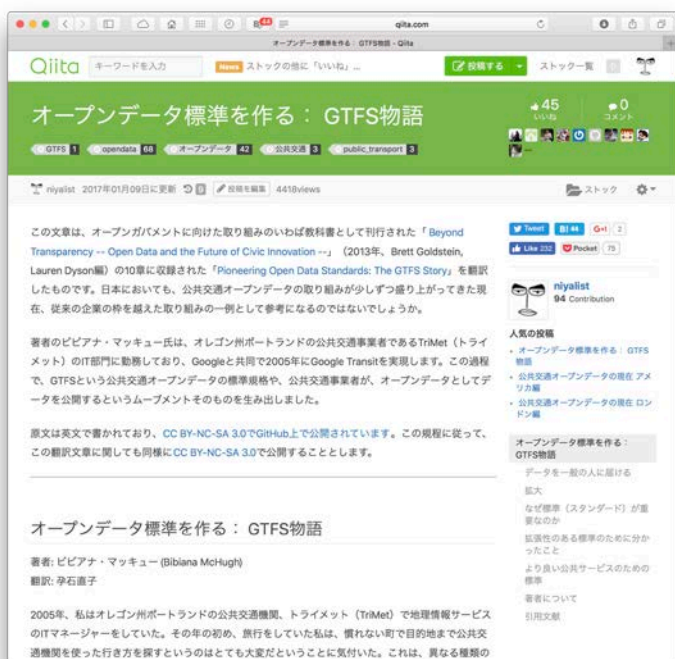 qiita.com
オープンデータ標準を作る： GTFS物語 - Qiita
Qiita
キーワードを入力
News ストックの他に「いいね」...
投稿する
ストック一覧
オープンデータ標準を作る： GTFS物語
45
いいね
0
コメント
GTFS 1 opendata 68 オープンデータ 42 公共交通 3 public_transport 3
niyalist 2017年01月09日に更新 投稿を編集 4418views
ストック
この文章は、オープンガバメントに向けた取り組みのいわば教科書として刊行された「 Beyond
Transparency -- Open Data and the Future of Civic Innovation --」（2013年、Brett Goldstein,
Lauren Dyson編）の10章に収録された「Pioneering Open Data Standards: The GTFS Story」を翻訳
したものです。日本においても、公共交通オープンデータの取り組みが少しずつ盛り上がってきた現
在、従来の企業の枠を越えた取り組みの一例として参考になるのではないでしょうか。
著者のビビアナ・マッキュー氏は、オレゴン州ポートランドの公共交通事業者であるTriMet（トライ
メット）のIT部門に勤務しており、Googleと共同で2005年にGoogle Transitを実現します。この過程
で、GTFSという公共交通オープンデータの標準規格や、公共交通事業者が、オープンデータとしてデ
ータを公開するというムーブメントそのものを生み出しました。
原文は英文で書かれており、CC BY-NC-SA 3.0でGitHub上で公開されています。この規程に従って、
この翻訳文章に関しても同様にCC BY-NC-SA 3.0で公開することとします。
オープンデータ標準を作る： GTFS物語
著者: ビビアナ・マッキュー (Bibiana McHugh)
翻訳: 孕石直子
2005年、私はオレゴン州ポートランドの公共交通機関、トライメット（TriMet）で地理情報サービス
のITマネージャーをしていた。その年の初め、旅行をしていた私は、慣れない町で目的地まで公共交
通機関を使った行き方を探すというのはとても大変だということに気付いた。これは、異なる種類の
Tweet B! 44 G+1 2
Like 232 Pocket 75
niyalist
94 Contribution
人気の投稿
オープンデータ標準を作る： GTFS
物語
公共交通オープンデータの現在 アメ
リカ編
公共交通オープンデータの現在 ロン
ドン編
オープンデータ標準を作る：
GTFS物語
データを一般の人に届ける
拡大
なぜ標準（スタンダード）が重
要なのか
拡張性のある標準のために分か
ったこと
より良い公共サービスのための
標準
著者について
引用文献